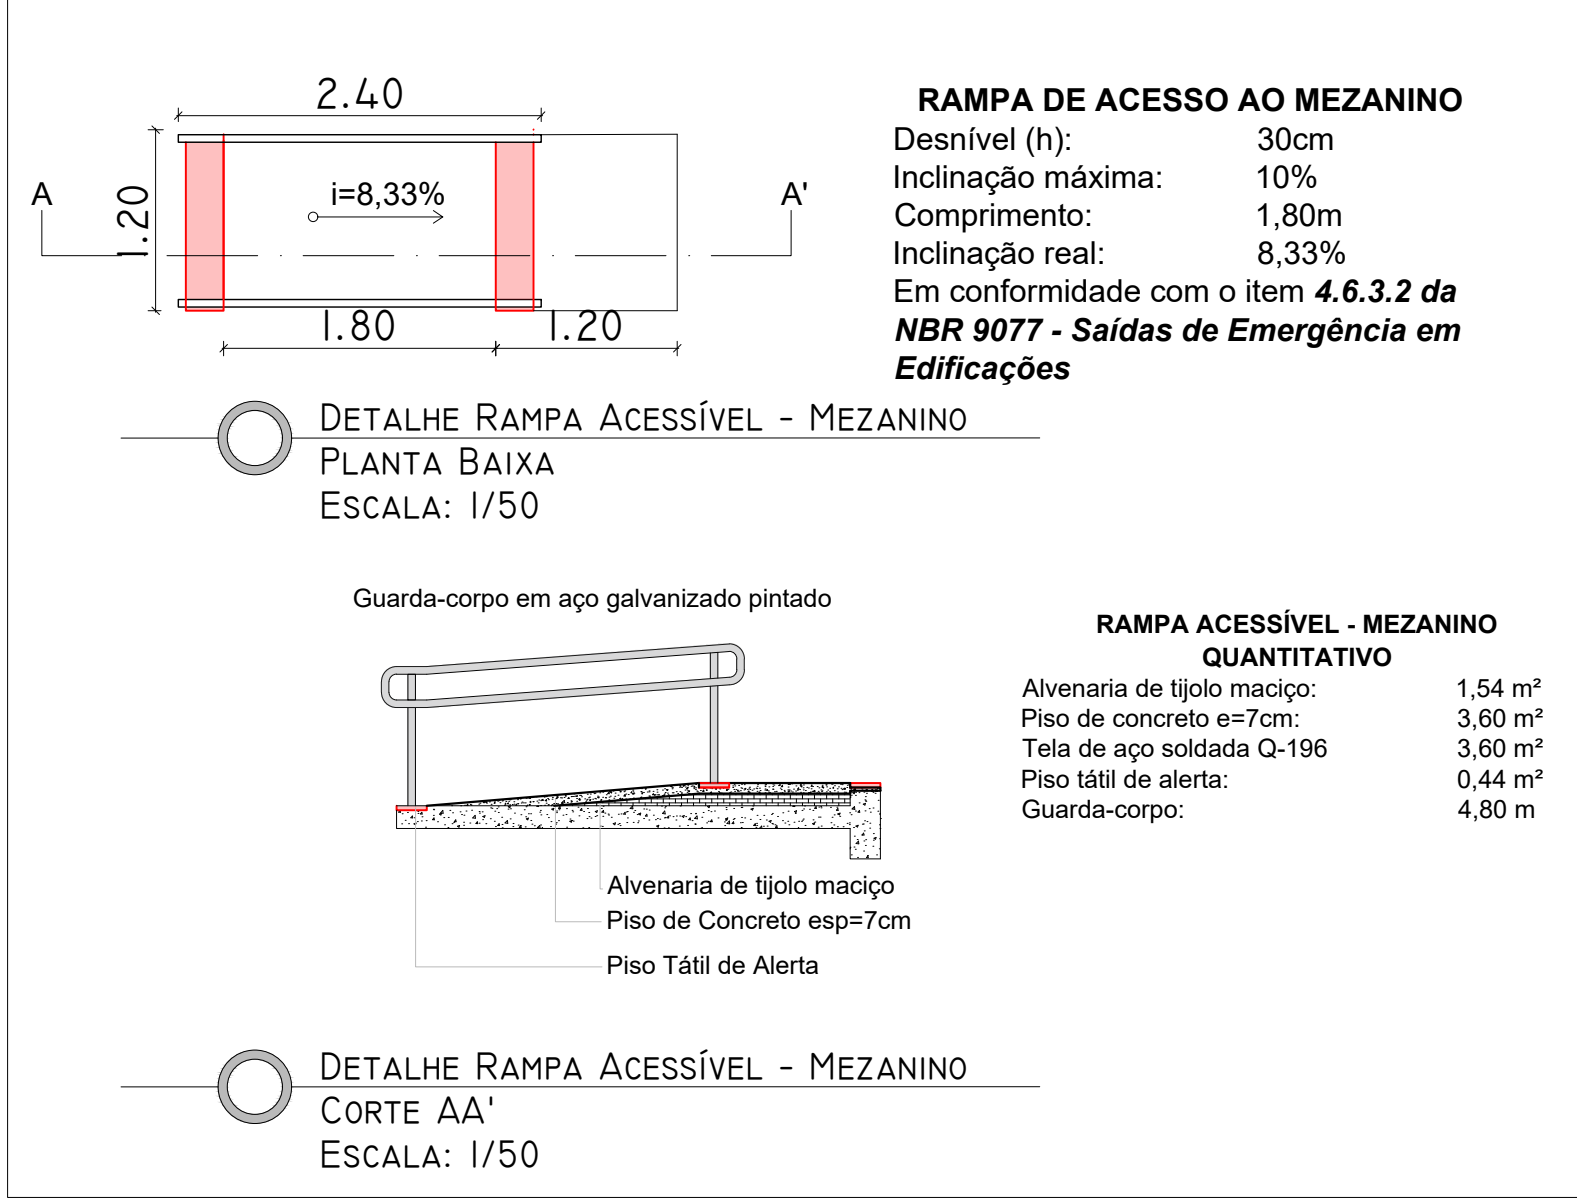 2.40
1.20
A
i=8,33%
A'
1.80
1.20
RAMPA DE ACESSO AO MEZANINO
Desnível (h): 30cm
Inclinação máxima: 10%
Comprimento: 1,80m
Inclinação real: 8,33%
Em conformidade com o item 4.6.3.2 da
NBR 9077 - Saídas de Emergência em
Edificações
DETALHE RAMPA ACESSÍVEL - MEZANINO
PLANTA BAIXA
ESCALA: 1/50
Guarda-corpo em aço galvanizado pintado
RAMPA ACESSÍVEL - MEZANINO
QUANTITATIVO
Alvenaria de tijolo maciço: 1,54 m²
Piso de concreto e=7cm: 3,60 m²
Tela de aço soldada Q-196 3,60 m²
Piso tátil de alerta: 0,44 m²
Guarda-corpo: 4,80 m
Alvenaria de tijolo maciço
Piso de Concreto esp=7cm
Piso Tátil de Alerta
DETALHE RAMPA ACESSÍVEL - MEZANINO
CORTE AA'
ESCALA: 1/50